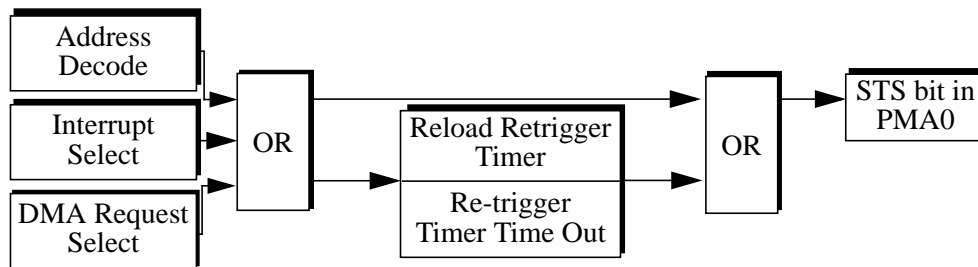 Address
Decode
Interrupt
Select
DMA Request
Select
OR
Reload Retrigger
Timer
Re-trigger
Timer Time Out
OR
STS bit in
PMA0